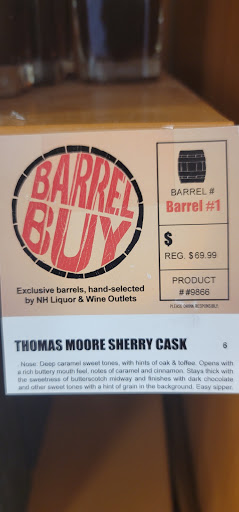 BARREL
BUY
Exclusive barrels, hand-selected
by NH Liquor & Wine Outlets
BARREL #
Barrel #1
$
REG. $69.99
PRODUCT
##9866
PLEASE DRINK RESPONSIBLY.
THOMAS MOORE SHERRY CASK 6
Nose: Deep caramel sweet tones, with hints of oak & toffee. Opens with
a rich buttery mouth feel, notes of caramel and cinnamon. Stays thick with
the sweetness of butterscotch midway and finishes with dark chocolate
and other sweet tones with a hint of grain in the background. Easy sipper.